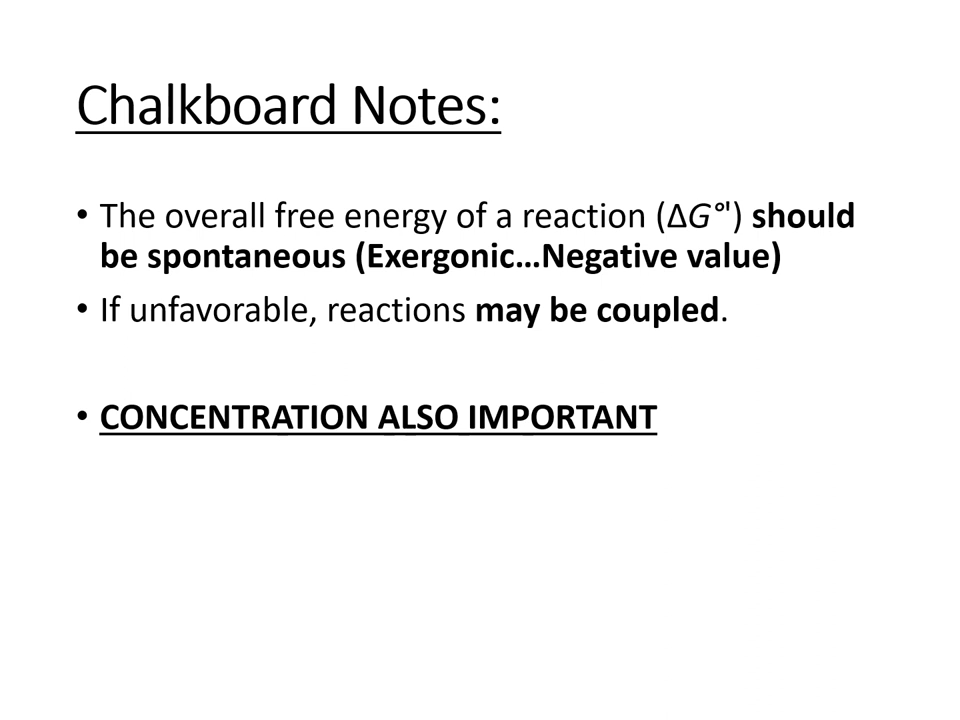 Chalkboard Notes:
• The overall free energy of a reaction (ΔG°') should
be spontaneous (Exergonic…Negative value)
• If unfavorable, reactions may be coupled.
• CONCENTRATION ALSO IMPORTANT